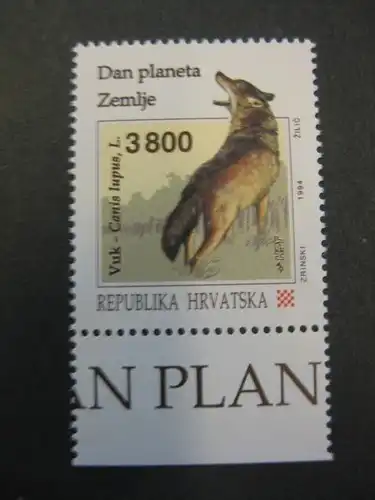 Dan planeta
Zemlje
3800
Vuk - Canis lupus, L.
ZRINSKI 1994 ŽILIĆ
REPUBLIKA HRVATSKA
AN PLAN